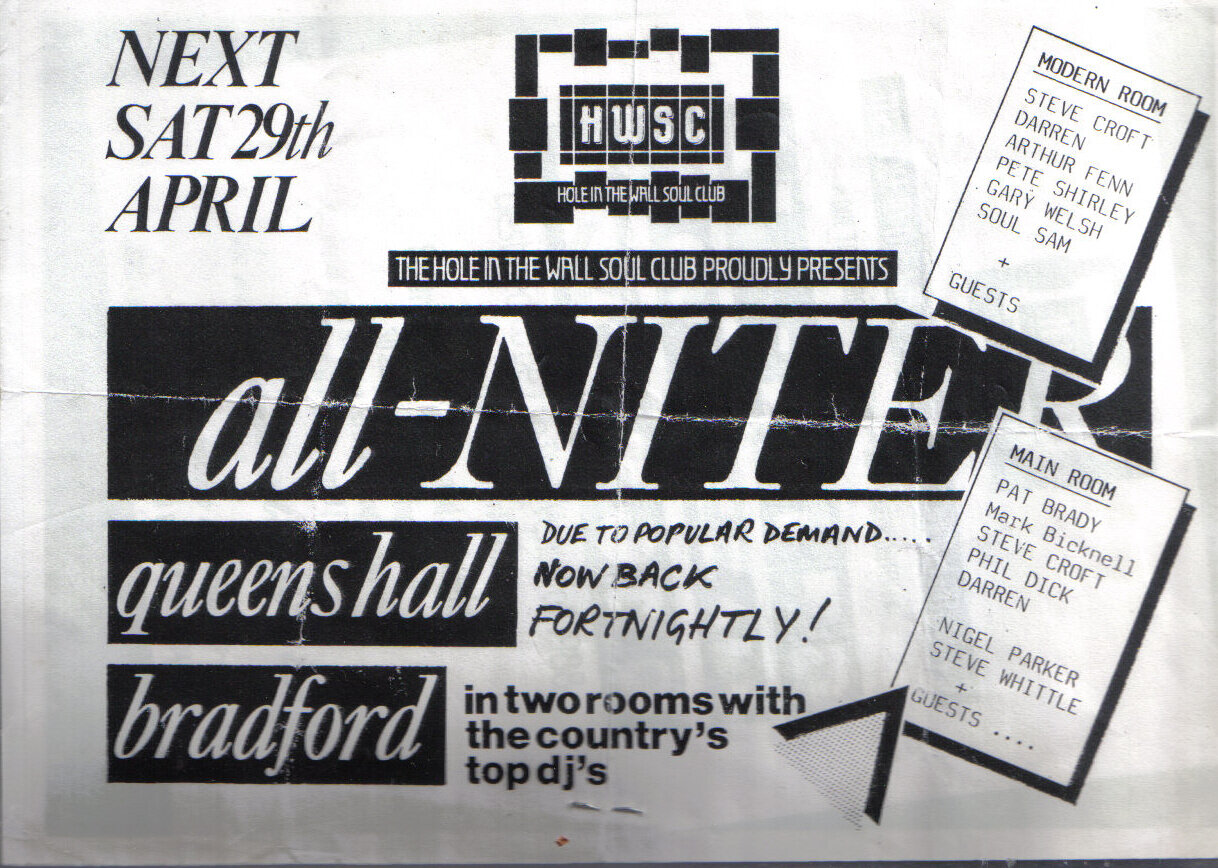 NEXT
SAT 29th
APRIL
HWSC
HOLE IN THE WALL SOUL CLUB
THE HOLE IN THE WALL SOUL CLUB PROUDLY PRESENTS
all-NITER
queens hall
bradford
DUE TO POPULAR DEMAND.....
NOW BACK
FORTNIGHTLY!
in two rooms with
the country's
top dj's
MODERN ROOM
STEVE CROFT
DARREN
ARTHUR FENN
PETE SHIRLEY
GARY WELSH
SOUL SAM
+
GUESTS
MAIN ROOM
PAT BRADY
Mark Bicknell
STEVE CROFT
PHIL DICK
DARREN
NIGEL PARKER
STEVE WHITTLE
+
GUESTS ....